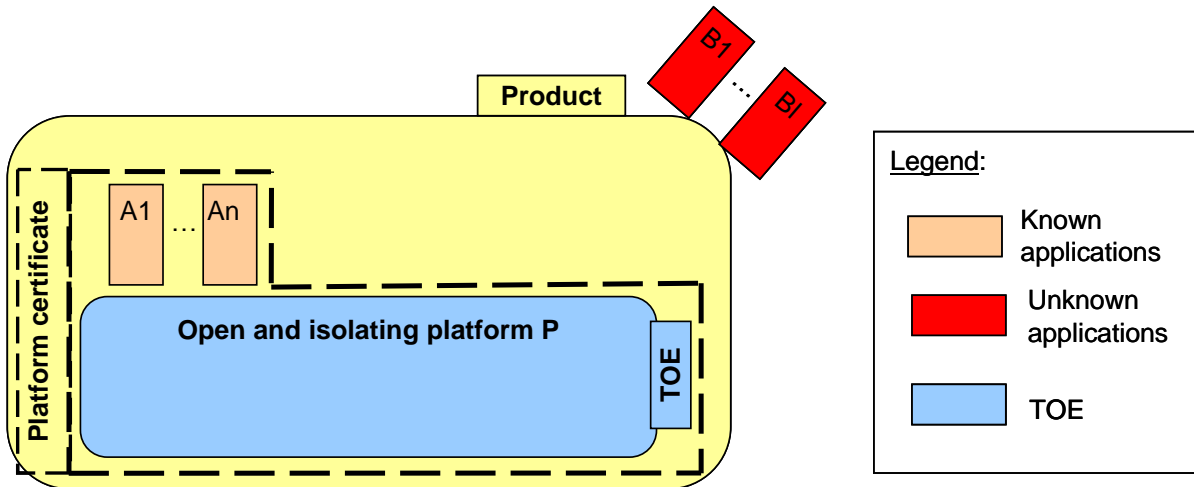 B1
...
Bl
Product
Platform certificate
A1 ... An
Open and isolating platform P
TOE
Legend:
Known
applications
Unknown
applications
TOE